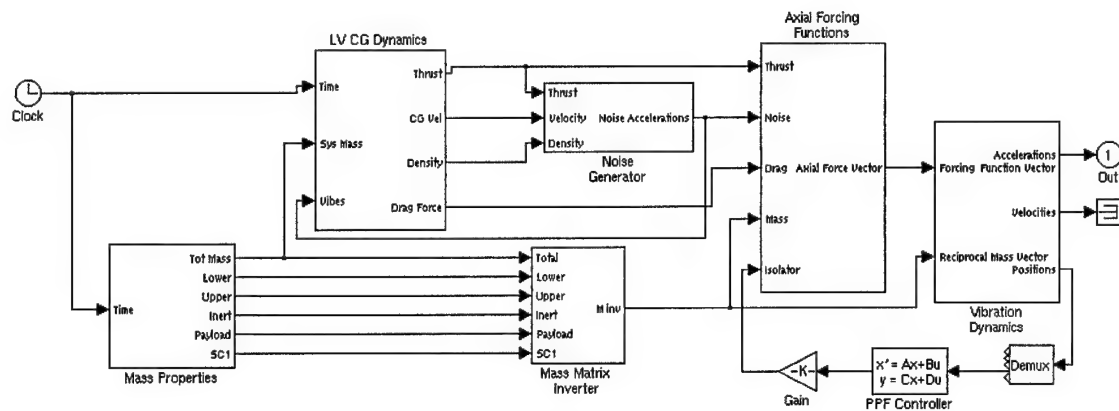 Clock
LV CG Dynamics
Time
Sys Mass
Vibes
Thrust
CG Vel
Density
Drag Force
Thrust
Velocity
Density
Noise Accelerations
Noise
Generator
Axial Forcing
Functions
Thrust
Noise
Drag
Mass
Isolator
Axial Force Vector
Forcing Function Vector
Reciprocal Mass Vector
Accelerations
Velocities
Positions
Vibration
Dynamics
1
Out
Time
Tot Mass
Lower
Upper
Inert
Payload
SC1
Mass Properties
Total
Lower
Upper
Inert
Payload
SC1
M inv
Mass Matrix
Inverter
-K-
Gain
x' = Ax+Bu
y = Cx+Du
PPF Controller
Demux